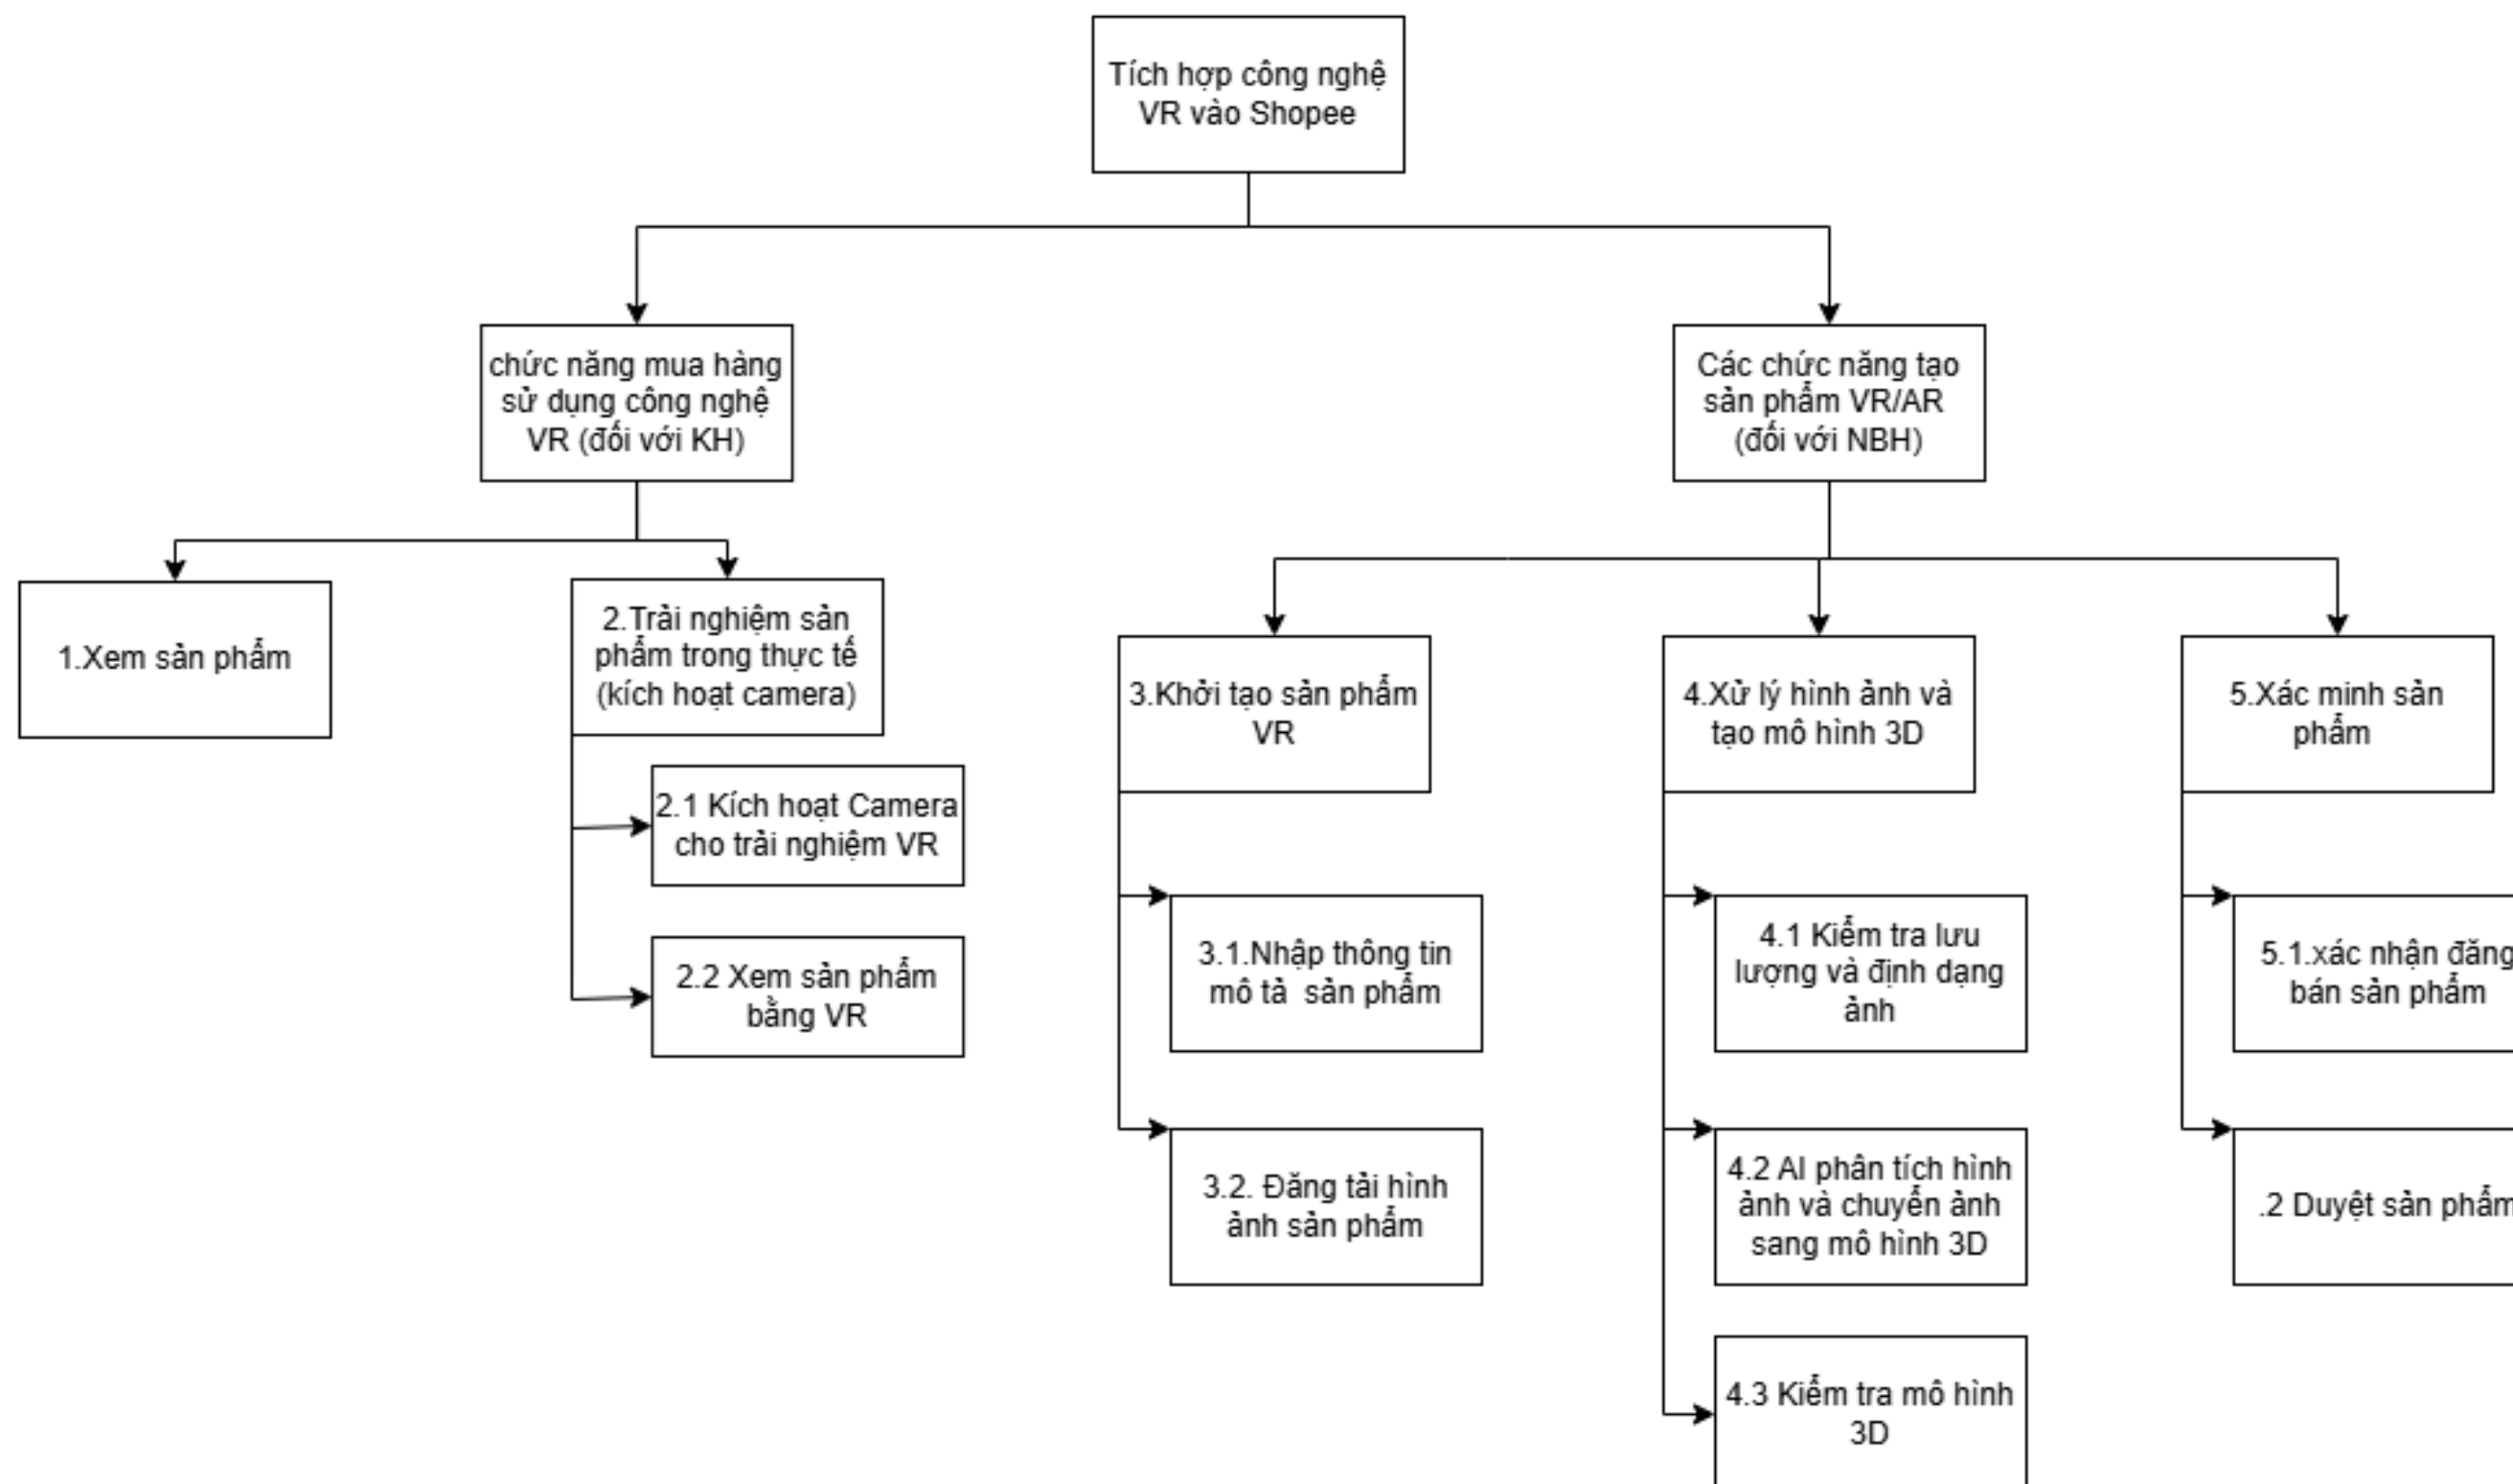 Tích hợp công nghệ
VR vào Shopee
chức năng mua hàng
sử dụng công nghệ
VR (đối với KH)
Các chức năng tạo
sản phẩm VR/AR
(đối với NBH)
1.Xem sản phẩm
2.Trải nghiệm sản
phẩm trong thực tế
(kích hoạt camera)
2.1 Kích hoạt Camera
cho trải nghiệm VR
2.2 Xem sản phẩm
bằng VR
3.Khởi tạo sản phẩm
VR
3.1.Nhập thông tin
mô tả  sản phẩm
3.2. Đăng tải hình
ảnh sản phẩm
4.Xử lý hình ảnh và
tạo mô hình 3D
4.1 Kiểm tra lưu
lượng và định dạng
ảnh
4.2 AI phân tích hình
ảnh và chuyển ảnh
sang mô hình 3D
4.3 Kiểm tra mô hình
3D
5.Xác minh sản
phẩm
5.1.xác nhận đăng
bán sản phẩm
.2 Duyệt sản phẩm